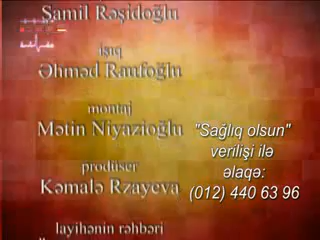 Samil Rəşidoğlu
işıq
Əhməd Raufoğlu
montaj
Mətin Niyazioğlu
prodüser
Kəmalə Rzayeva
layihənin rəhbəri
"Sağlıq olsun"
verilişi ilə
əlaqə:
(012) 440 63 96